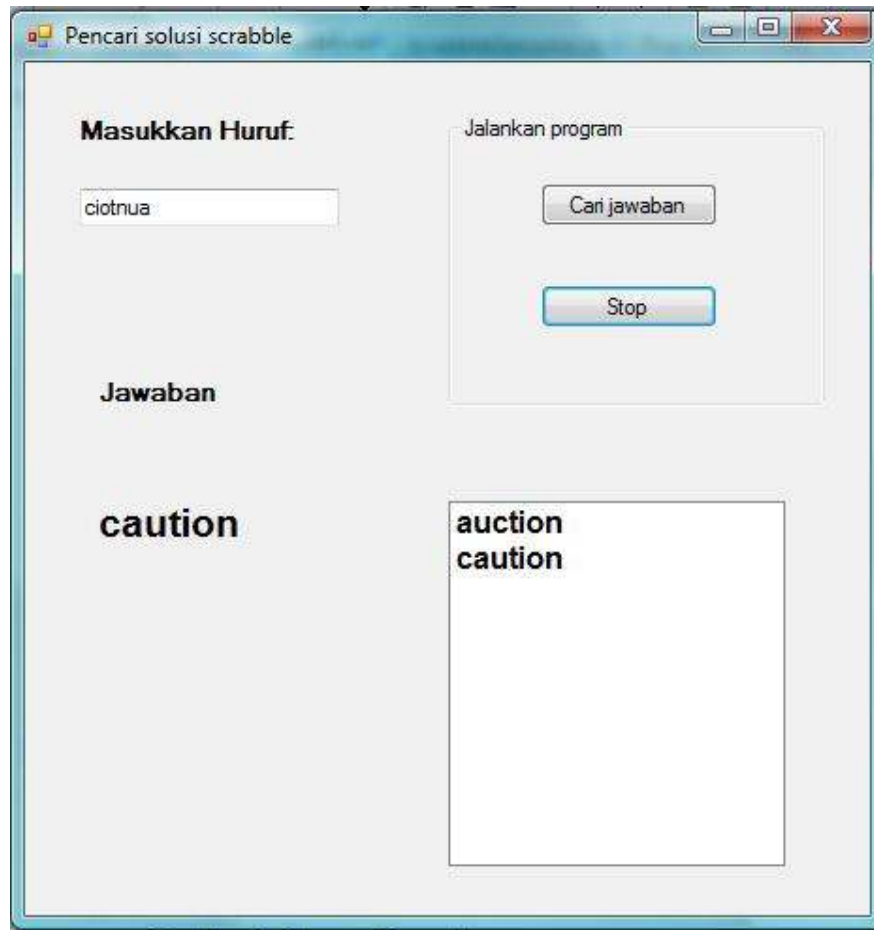 Pencari solusi scrabble
Masukkan Huruf:
ciotnua
Jalankan program
Cari jawaban
Stop
Jawaban
caution
auction
caution